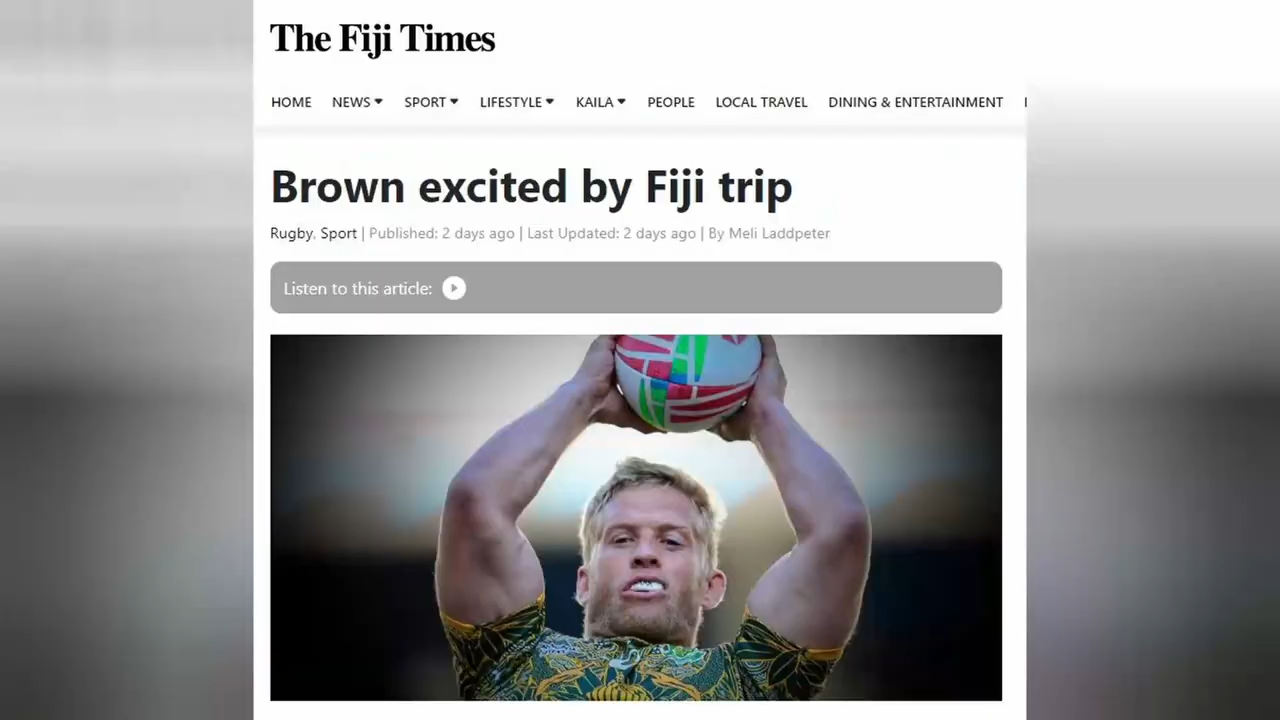 The Fiji Times
HOME NEWS SPORT LIFESTYLE KAILA PEOPLE LOCAL TRAVEL DINING & ENTERTAINMENT
Brown excited by Fiji trip
Rugby, Sport | Published: 2 days ago | Last Updated: 2 days ago | By Meli Laddpeter
Listen to this article: